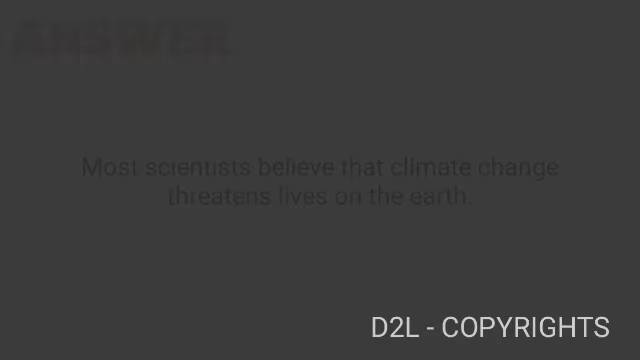 ANSWER
Most scientists believe that climate change
threatens lives on the earth.
D2L - COPYRIGHTS